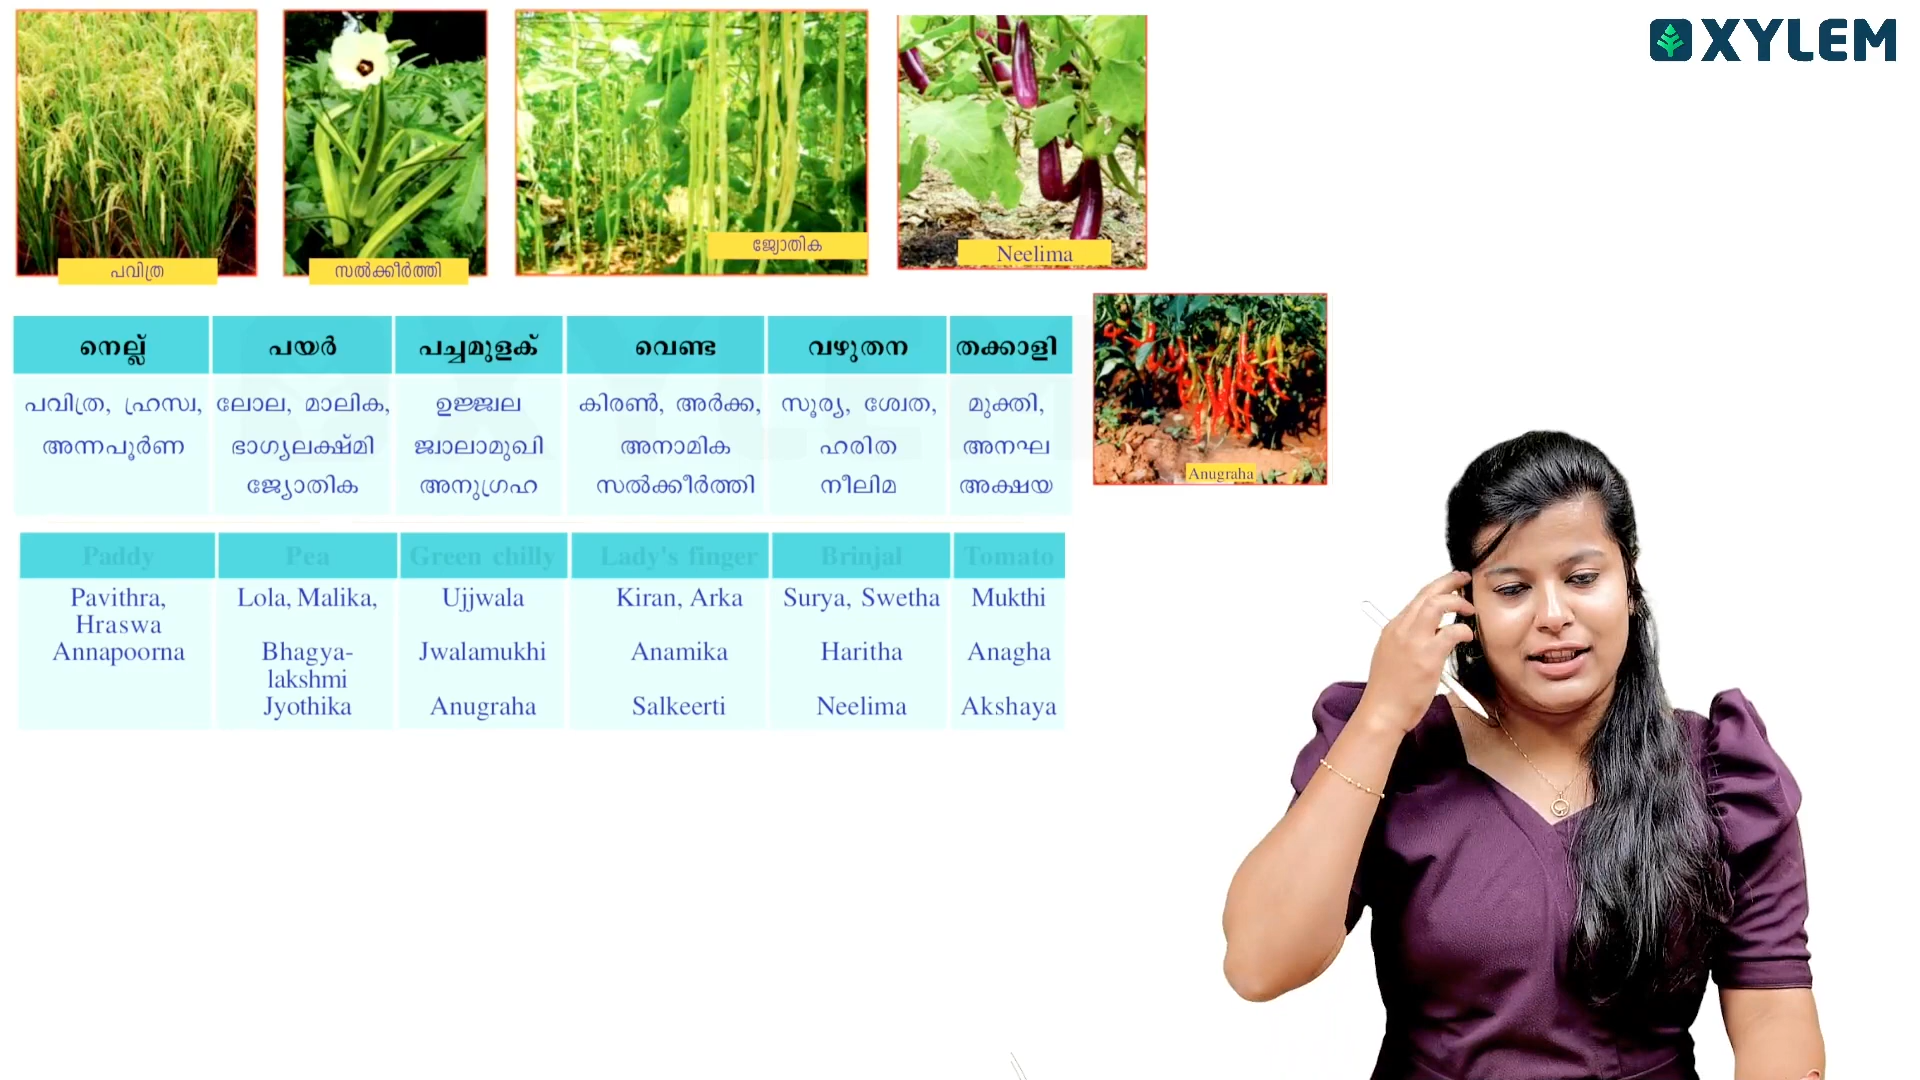 XYLEM
പവിത്ര
സൽക്കീർത്തി
ജ്യോതിക
Neelima
Anugraha
നെല്ല് പയർ പച്ചമുളക് വെണ്ട വഴുതന തക്കാളി
പവിത്ര, ഹ്രസ്വ, ലോല, മാലിക, ഉജ്ജ്വല കിരൺ, അർക്ക, സൂര്യ, ശ്വേത, മുക്തി,
അന്നപൂർണ ഭാഗ്യലക്ഷ്മി ജ്വാലാമുഖി അനാമിക ഹരിത അനഘ
ജ്യോതിക അനുഗ്രഹ സൽക്കീർത്തി നീലിമ അക്ഷയ
Paddy Pea Green chilly Lady's finger Brinjal Tomato
Pavithra, Lola, Malika, Ujjwala Kiran, Arka Surya, Swetha Mukthi
Hraswa
Annapoorna Bhagya- Jwalamukhi Anamika Haritha Anagha
lakshmi
Jyothika Anugraha Salkeerti Neelima Akshaya